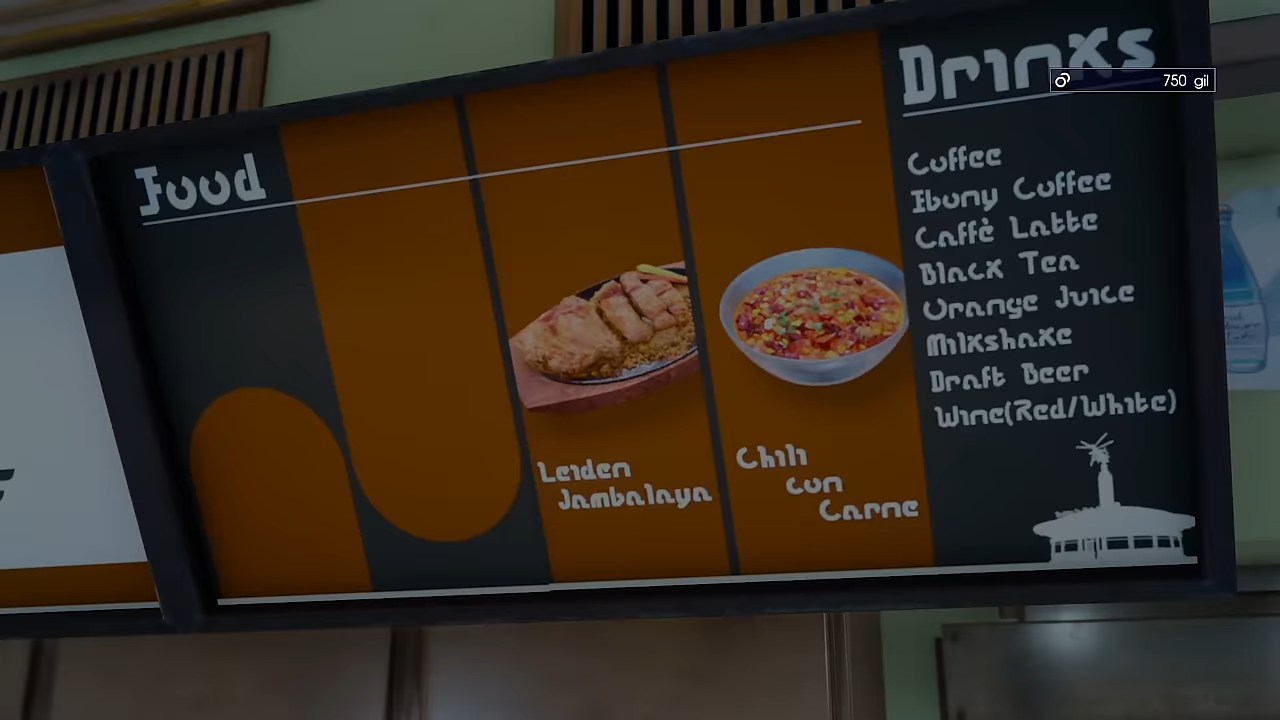 Food
Leiden
Jambalaya
Chili
Con
Carne
Drinks
750 gil
Coffee
Ebony Coffee
Caffè Latte
Black Tea
Orange Juice
Milkshake
Draft Beer
Wine(Red/White)